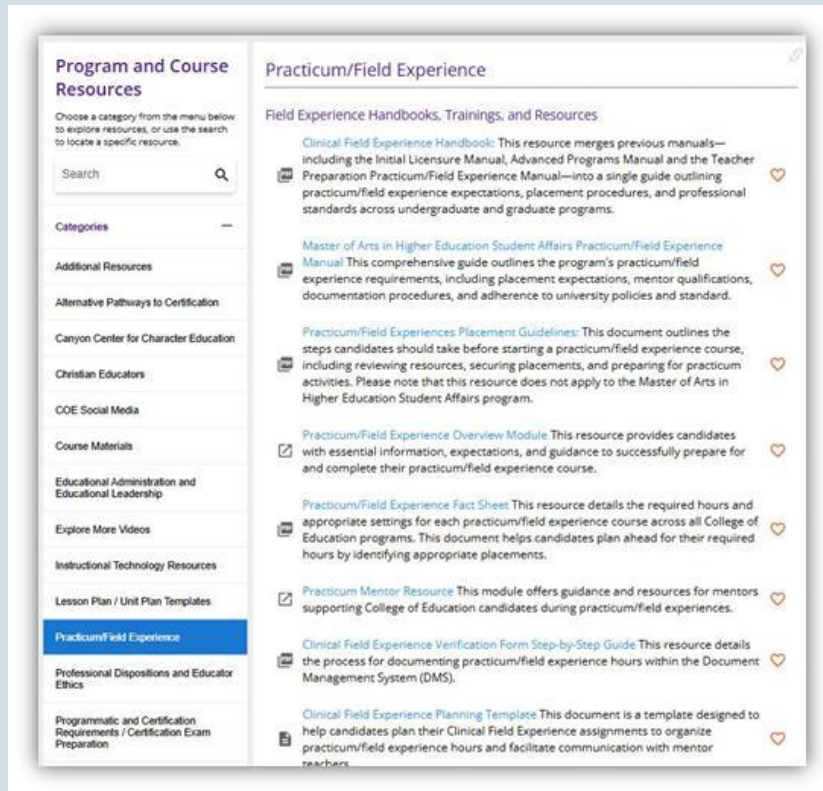 Program and Course
Resources
Choose a category from the menu below
to explore resources, or use the search
to locate a specific resource.
Search
Categories
Additional Resources
Alternative Pathways to Certification
Canyon Center for Character Education
Christian Educators
COE Social Media
Course Materials
Educational Administration and
Educational Leadership
Explore More Videos
Instructional Technology Resources
Lesson Plan / Unit Plan Templates
Practicum/Field Experience
Professional Dispositions and Educator
Ethics
Programmatic and Certification
Requirements / Certification Exam
Preparation
Practicum/Field Experience
Field Experience Handbooks, Trainings, and Resources
Clinical Field Experience Handbook: This resource merges previous manuals—
including the Initial Licensure Manual, Advanced Programs Manual and the Teacher
Preparation Practicum/Field Experience Manual—into a single guide outlining
practicum/field experience expectations, placement procedures, and professional
standards across undergraduate and graduate programs.
Master of Arts in Higher Education Student Affairs Practicum/Field Experience
Manual This comprehensive guide outlines the program's practicum/field
experience requirements, including placement expectations, mentor qualifications,
documentation procedures, and adherence to university policies and standard.
Practicum/Field Experiences Placement Guidelines: This document outlines the
steps candidates should take before starting a practicum/field experience course,
including reviewing resources, securing placements, and preparing for practicum
activities. Please note that this resource does not apply to the Master of Arts in
Higher Education Student Affairs program.
Practicum/Field Experience Overview Module This resource provides candidates
with essential information, expectations, and guidance to successfully prepare for
and complete their practicum/field experience course.
Practicum/Field Experience Fact Sheet This resource details the required hours and
appropriate settings for each practicum/field experience course across all College of
Education programs. This document helps candidates plan ahead for their required
hours by identifying appropriate placements.
Practicum Mentor Resource This module offers guidance and resources for mentors
supporting College of Education candidates during practicum/field experiences.
Clinical Field Experience Verification Form Step-by-Step Guide This resource details
the process for documenting practicum/field experience hours within the Document
Management System (DMS).
Clinical Field Experience Planning Template This document is a template designed to
help candidates plan their Clinical Field Experience assignments to organize
practicum/field experience hours and facilitate communication with mentor
teachers